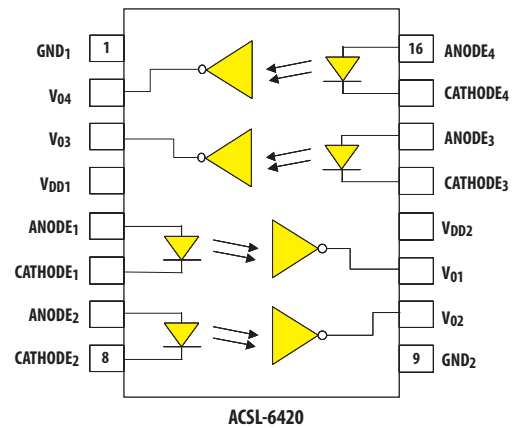 GND1 1
V04
V03
VDD1
ANODE1
CATHODE1
ANODE2
CATHODE2 8
16 ANODE4
CATHODE4
ANODE3
CATHODE3
VDD2
V01
V02
9 GND2
ACSL-6420